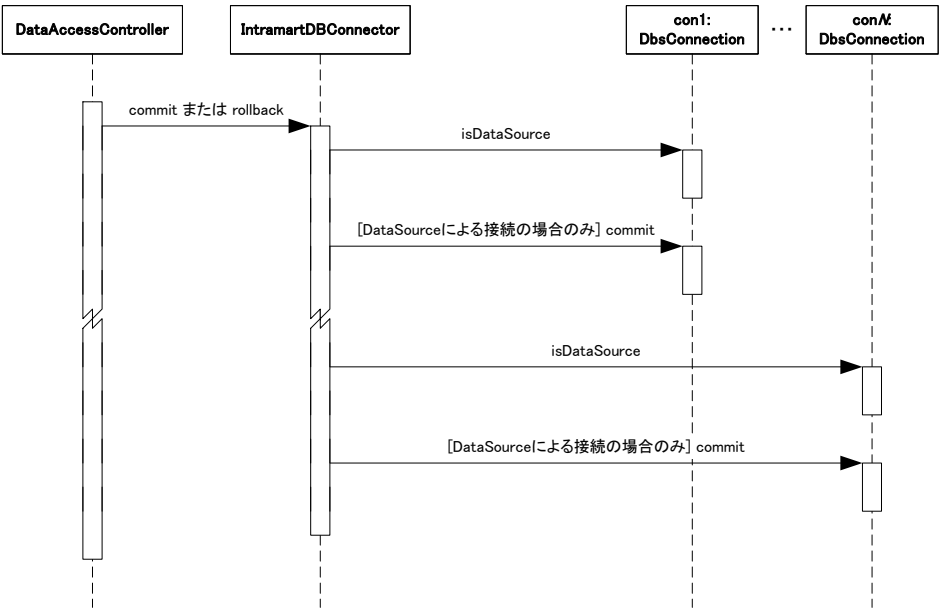 DataAccessController
IntramartDBConnector
con1:
DbsConnection
...
conN:
DbsConnection
commit または rollback
isDataSource
[DataSourceによる接続の場合のみ] commit
isDataSource
[DataSourceによる接続の場合のみ] commit